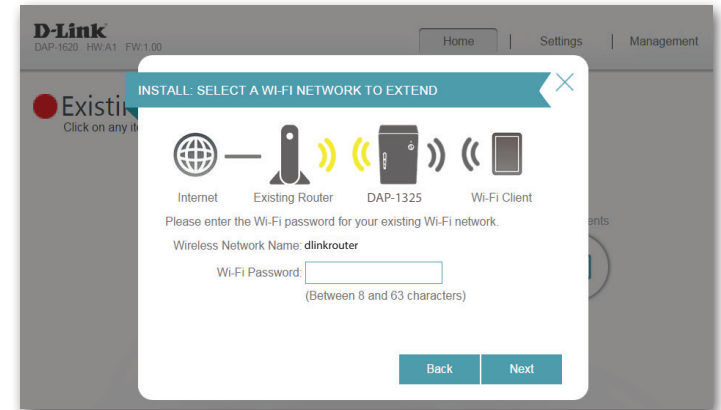 D-Link
DAP-1620 HW:A1 FW:1.00
Home | Settings | Management
INSTALL: SELECT A WI-FI NETWORK TO EXTEND
Existi
Click on any it
Internet Existing Router DAP-1325 Wi-Fi Client
Please enter the Wi-Fi password for your existing Wi-Fi network.
ents
Wireless Network Name: dlinkrouter
Wi-Fi Password:
(Between 8 and 63 characters)
Back Next